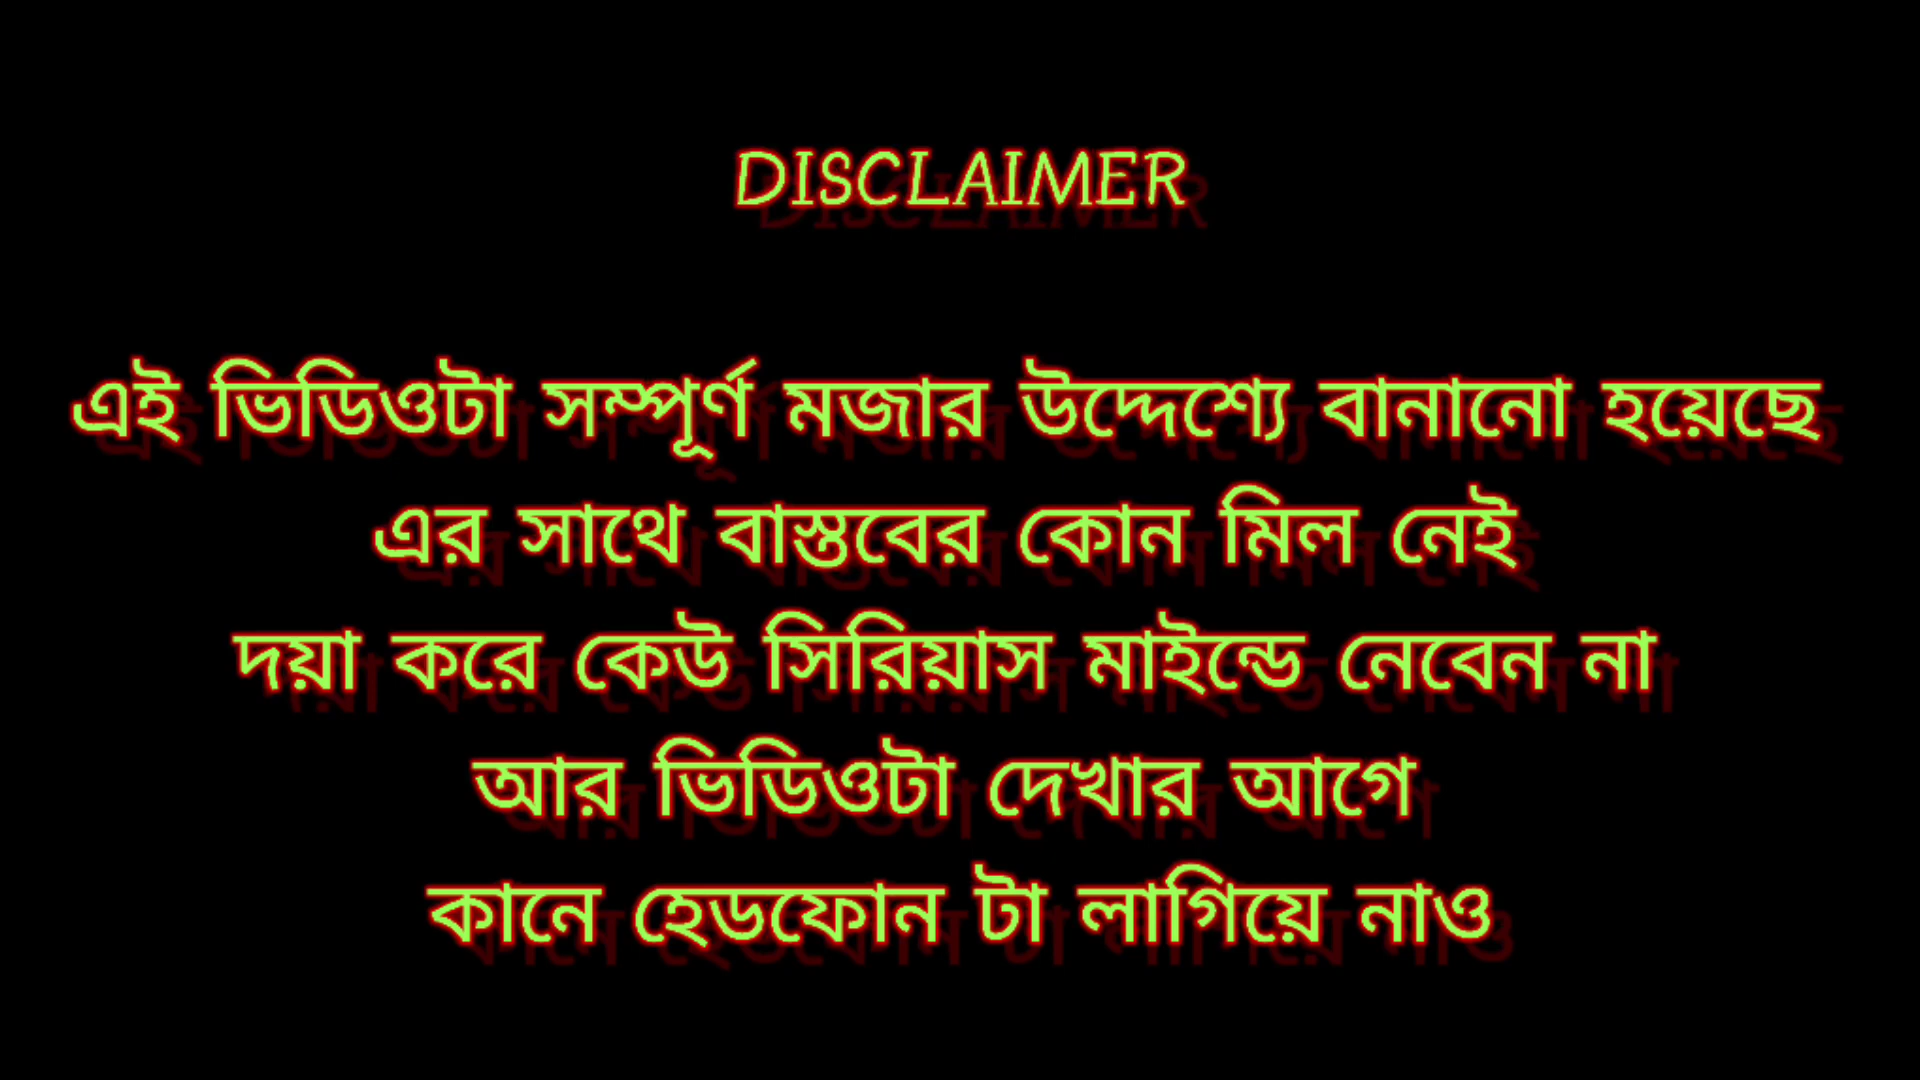 DISCLAIMER
এই ভিডিওটা সম্পূর্ণ মজার উদ্দেশ্যে বানানো হয়েছে
এর সাথে বাস্তবের কোন মিল নেই
দয়া করে কেউ সিরিয়াস মাইন্ডে নেবেন না
আর ভিডিওটা দেখার আগে
কানে হেডফোন টা লাগিয়ে নাও